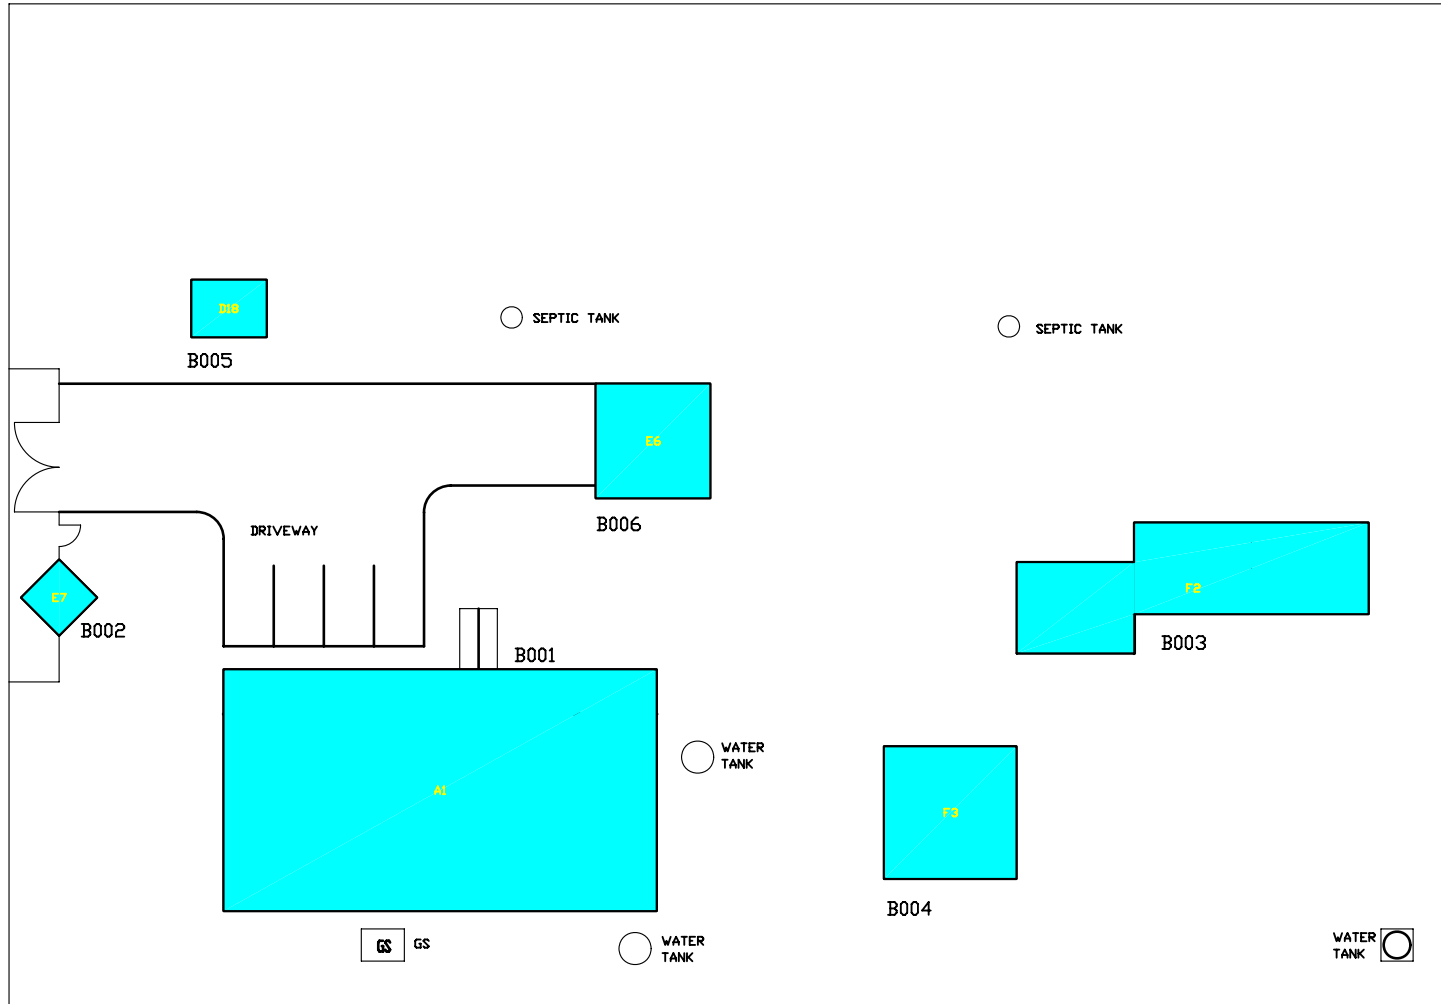 D18
B005
SEPTIC TANK
SEPTIC TANK
E6
B006
DRIVEWAY
E7
B002
F2
B003
B001
WATER
TANK
A1
F3
B004
GS
GS
WATER
TANK
WATER
TANK